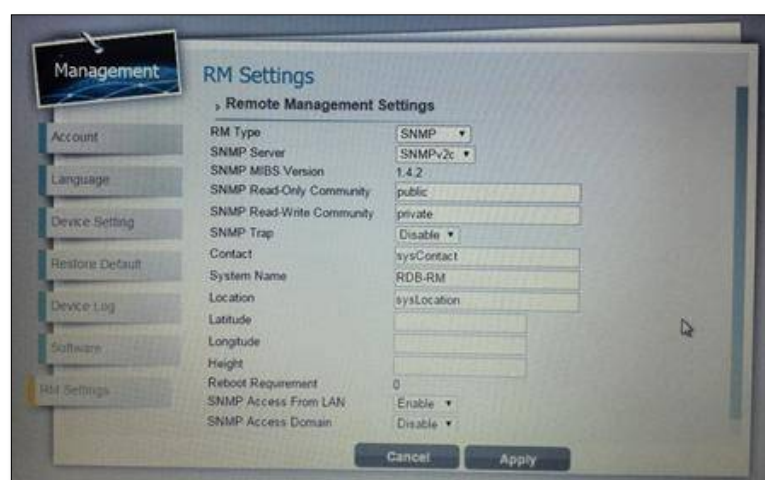 Management
RM Settings
Remote Management Settings
Account
Language
Device Setting
Restore Default
Device Log
Software
RM Settings
RM Type SNMP
SNMP Server SNMPv2c
SNMP MIBS Version 1.4.2
SNMP Read-Only Community public
SNMP Read-Write Community private
SNMP Trap Disable
Contact sysContact
System Name RDB-RM
Location sysLocation
Latitude
Longitude
Height
Reboot Requirement 0
SNMP Access From LAN Enable
SNMP Access Domain Disable
Cancel Apply